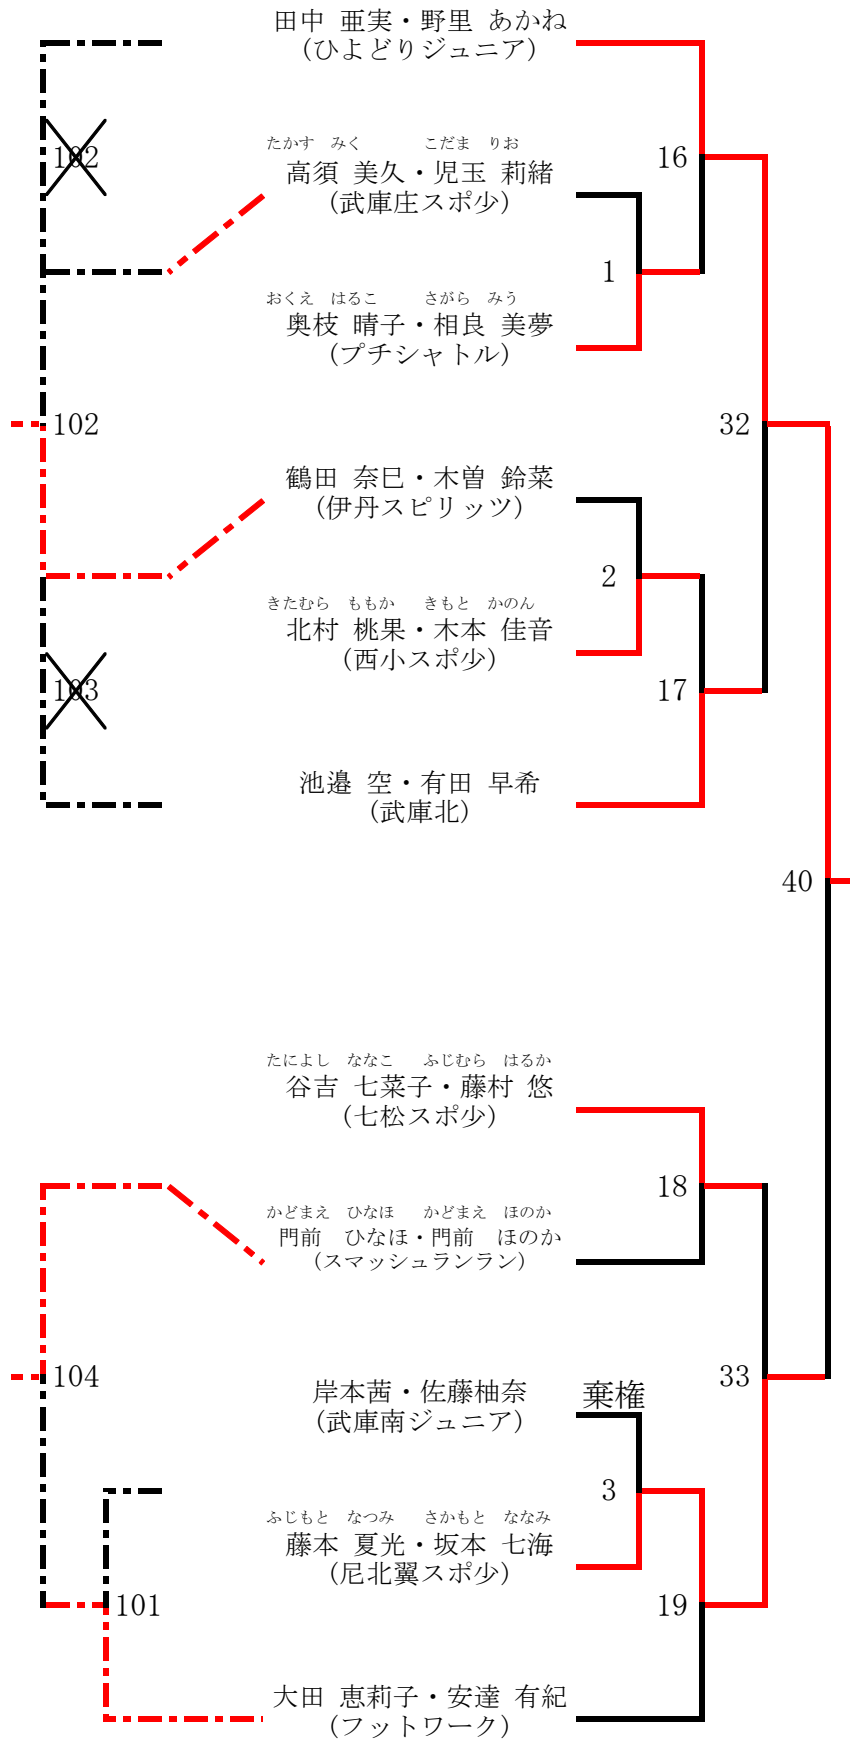 田中 亜実・野里 あかね
(ひよどりジュニア)
102
16
たかす みく こだま りお
高須 美久・児玉 莉緒
(武庫庄スポ少)
1
おくえ はるこ さがら みう
奥枝 晴子・相良 美夢
(プチシャトル)
102
32
鶴田 奈巳・木曽 鈴菜
(伊丹スピリッツ)
2
きたむら ももか きもと かのん
北村 桃果・木本 佳音
(西小スポ少)
103
17
池邉 空・有田 早希
(武庫北)
40
たによし ななこ ふじむら はるか
谷吉 七菜子・藤村 悠
(七松スポ少)
18
かどまえ ひなほ かどまえ ほのか
門前 ひなほ・門前 ほのか
(スマッシュランラン)
104
33
岸本茜・佐藤柚奈 棄権
(武庫南ジュニア)
3
ふじもと なつみ さかもと ななみ
藤本 夏光・坂本 七海
(尼北翼スポ少)
101
19
大田 恵莉子・安達 有紀
(フットワーク)